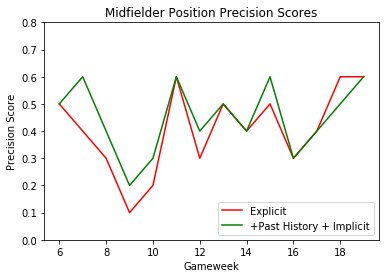 Midfielder Position Precision Scores
0.8
0.7
0.6
0.5
0.4
0.3
0.2
0.1
0.0
Precision Score
6 8 10 12 14 16 18
Gameweek
Explicit
+Past History + Implicit